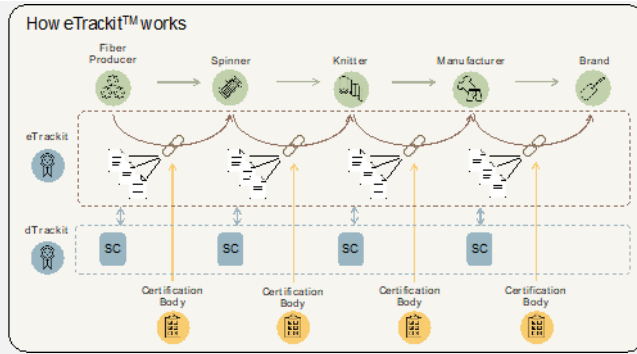 How eTrackit™ works
Fiber
Producer
Spinner
Knitter
Manufacturer
Brand
eTrackit
dTrackit
SC
SC
SC
SC
Certification
Body
Certification
Body
Certification
Body
Certification
Body